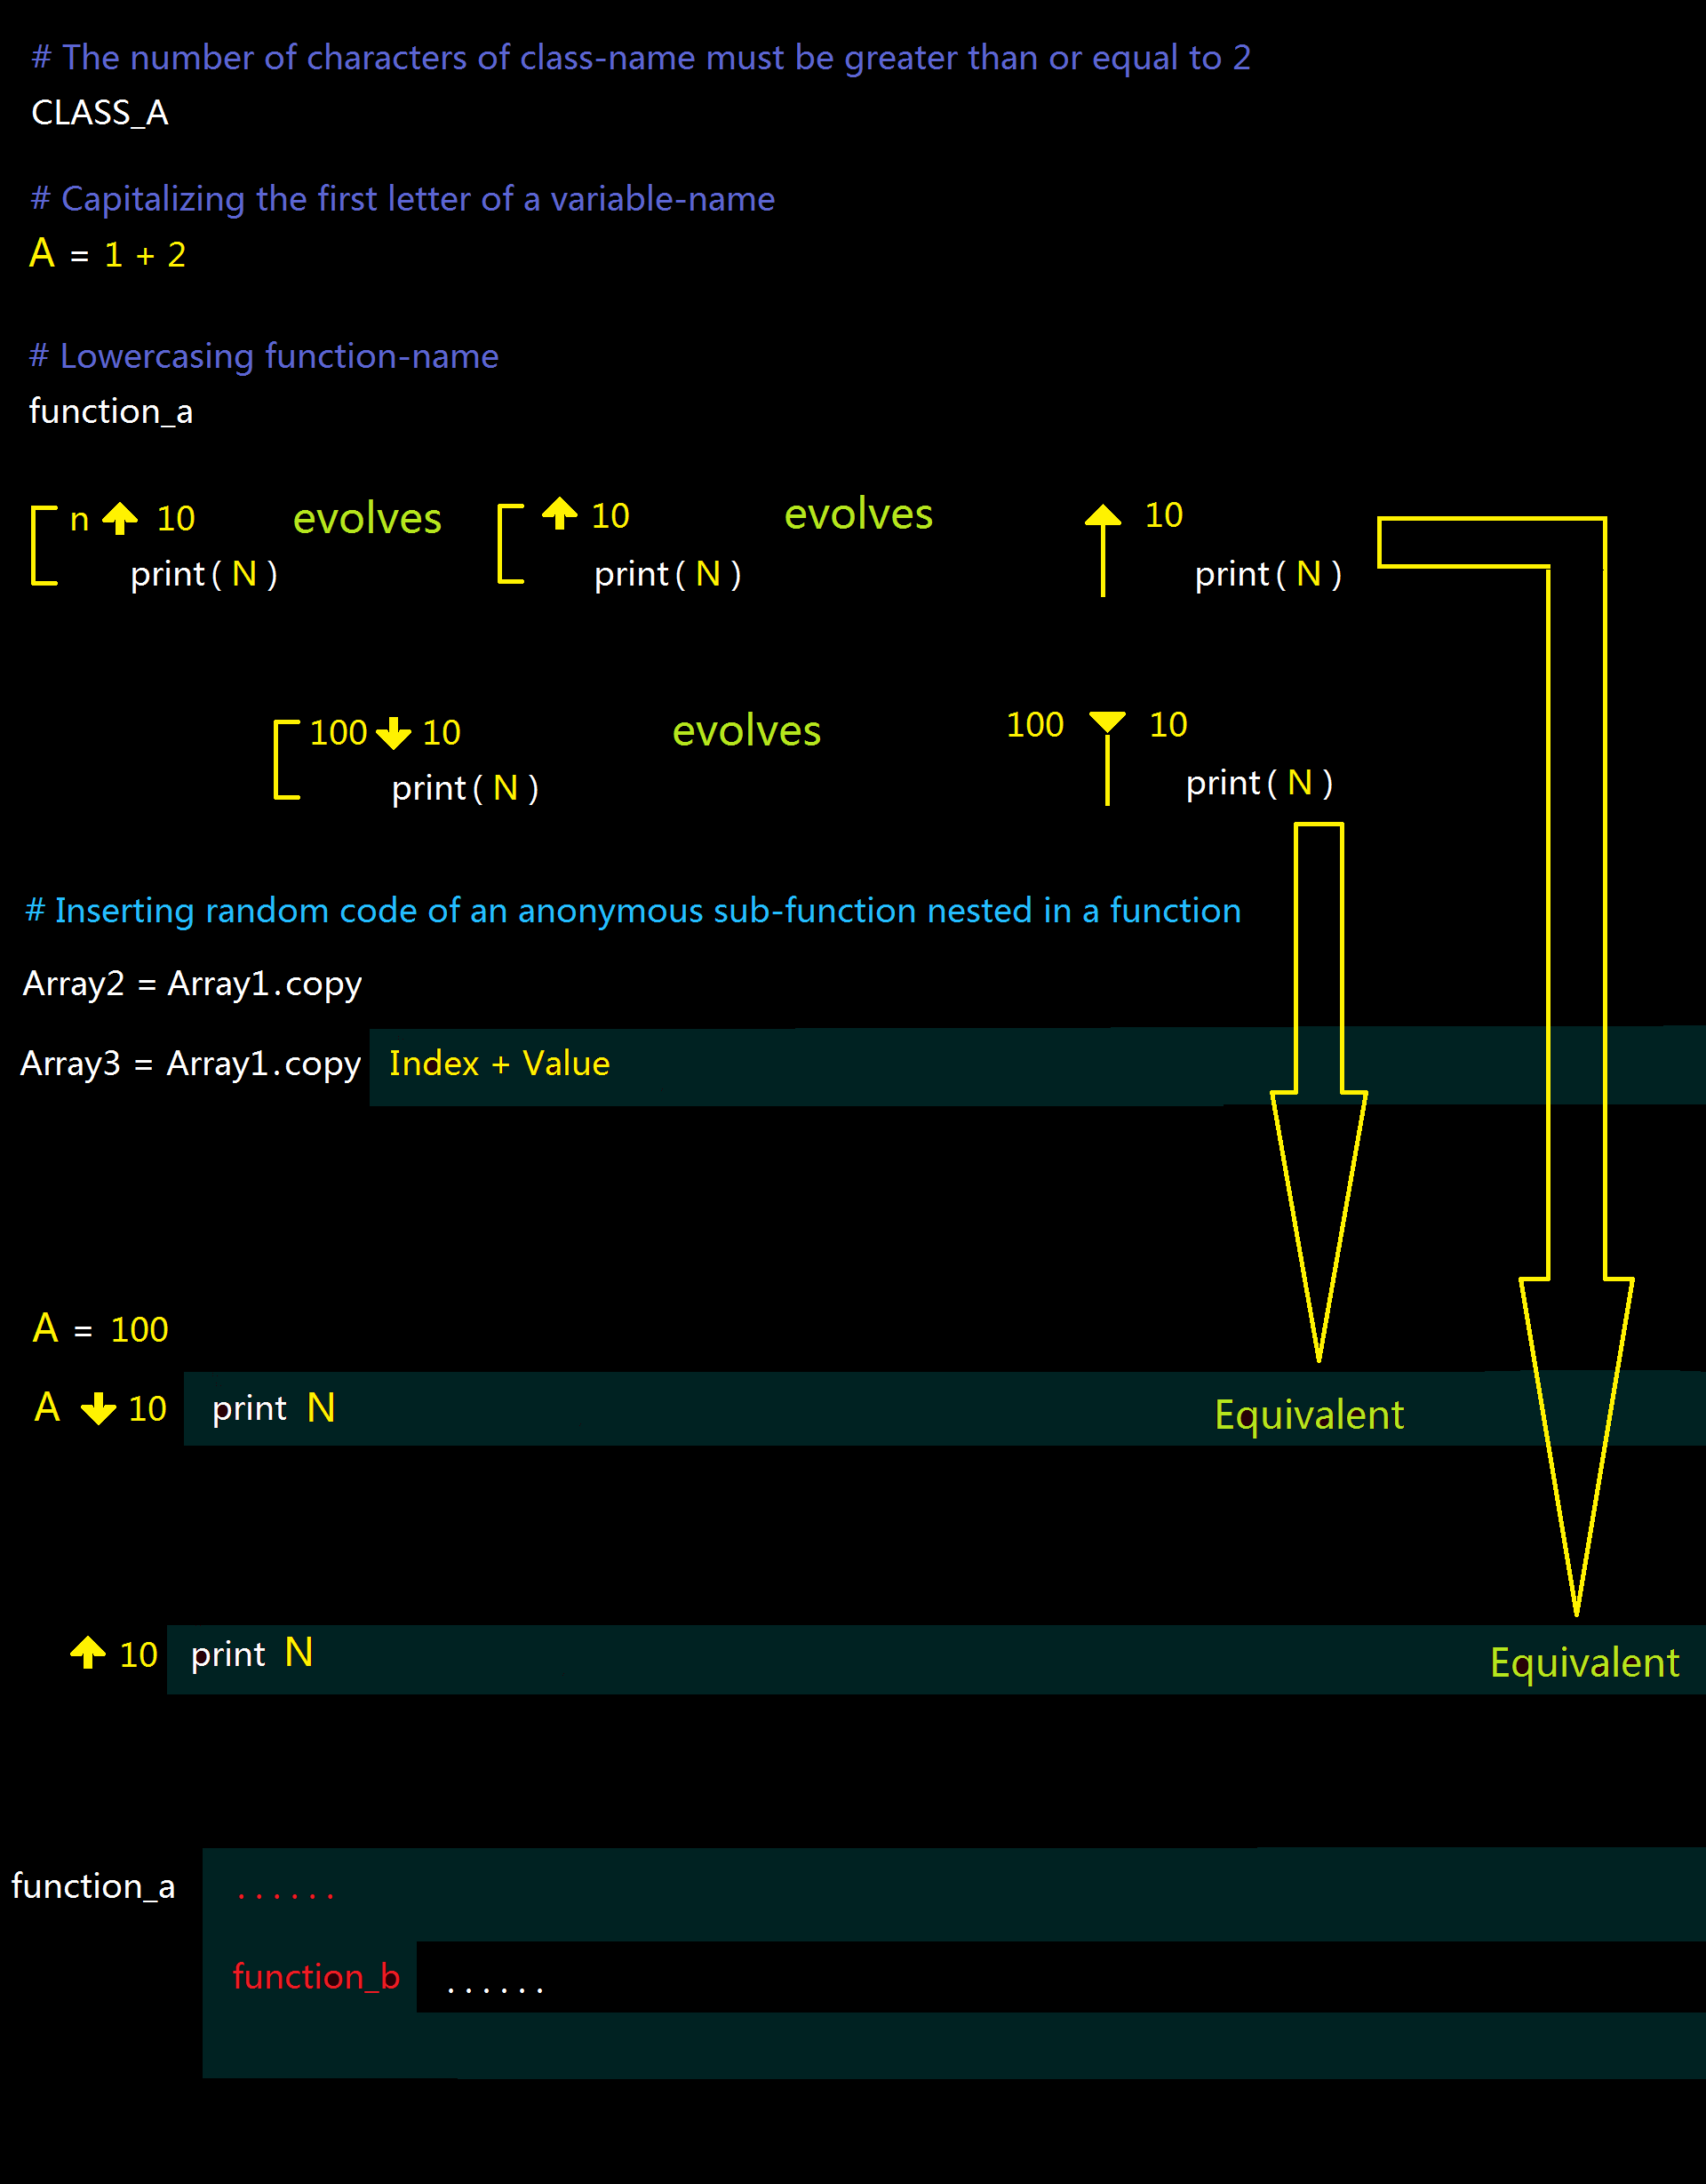 # The number of characters of class-name must be greater than or equal to 2
CLASS_A
# Capitalizing the first letter of a variable-name
A = 1 + 2
# Lowercasing function-name
function_a
n ↑ 10 evolves ↑ 10 evolves ↑ 10
print( N ) print( N ) print( N )
100 ↓ 10 evolves 100 ▼ 10
print( N ) print( N )
# Inserting random code of an anonymous sub-function nested in a function
Array2 = Array1.copy
Array3 = Array1.copy Index + Value
A = 100
A ↓ 10 print N Equivalent
↑ 10 print N Equivalent
function_a ......
function_b ......